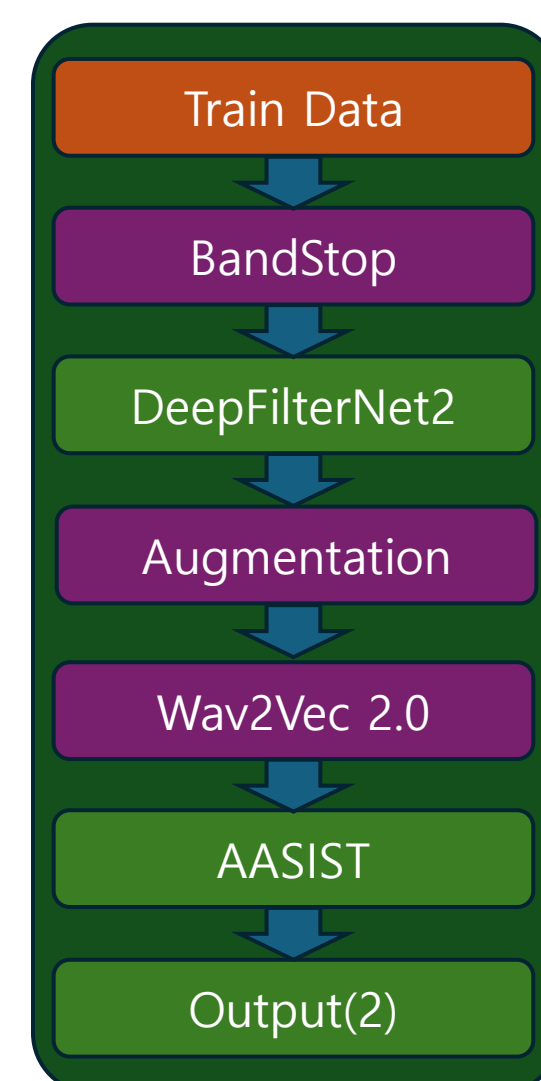 Train Data
BandStop
DeepFilterNet2
Augmentation
Wav2Vec 2.0
AASIST
Output(2)